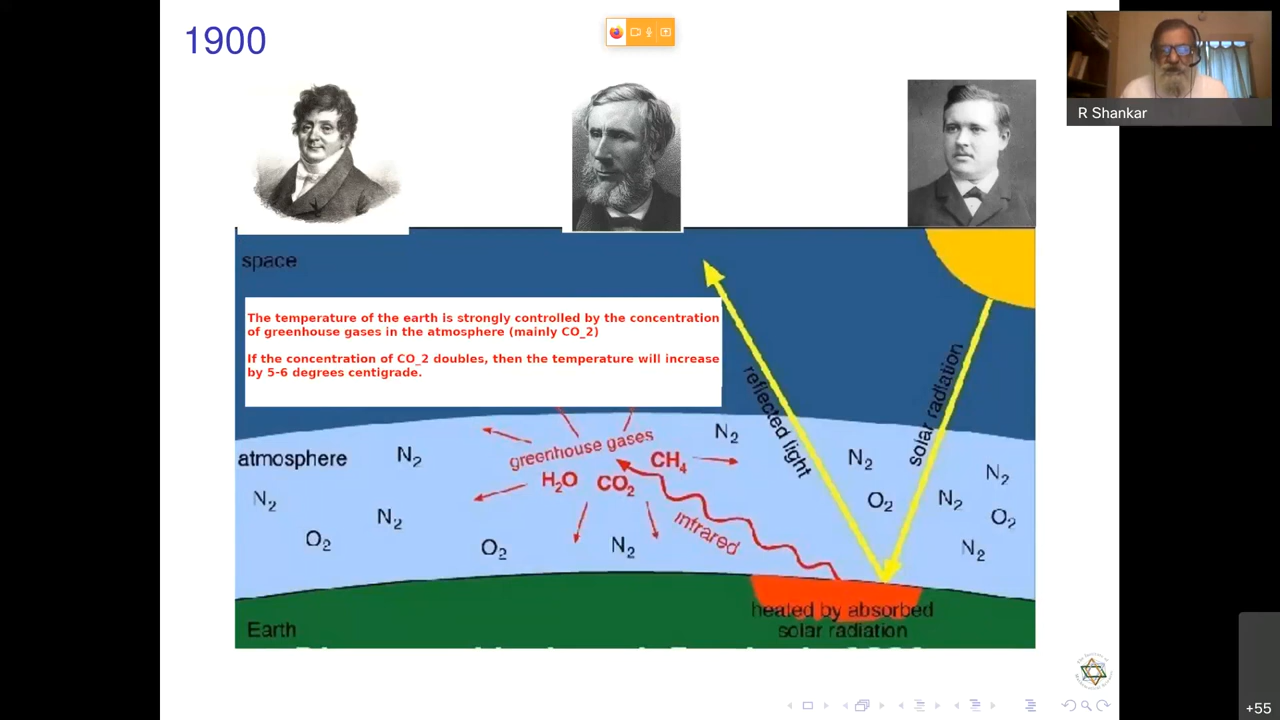 1900
R Shankar
space
The temperature of the earth is strongly controlled by the concentration
of greenhouse gases in the atmosphere (mainly CO_2)
If the concentration of CO_2 doubles, then the temperature will increase
by 5-6 degrees centigrade.
reflected light
solar radiation
atmosphere
N2
greenhouse gases
N2
N2
N2
H2O
CO2
CH4
O2
N2
N2
N2
O2
infrared
O2
O2
N2
N2
heated by absorbed
solar radiation
Earth
+55